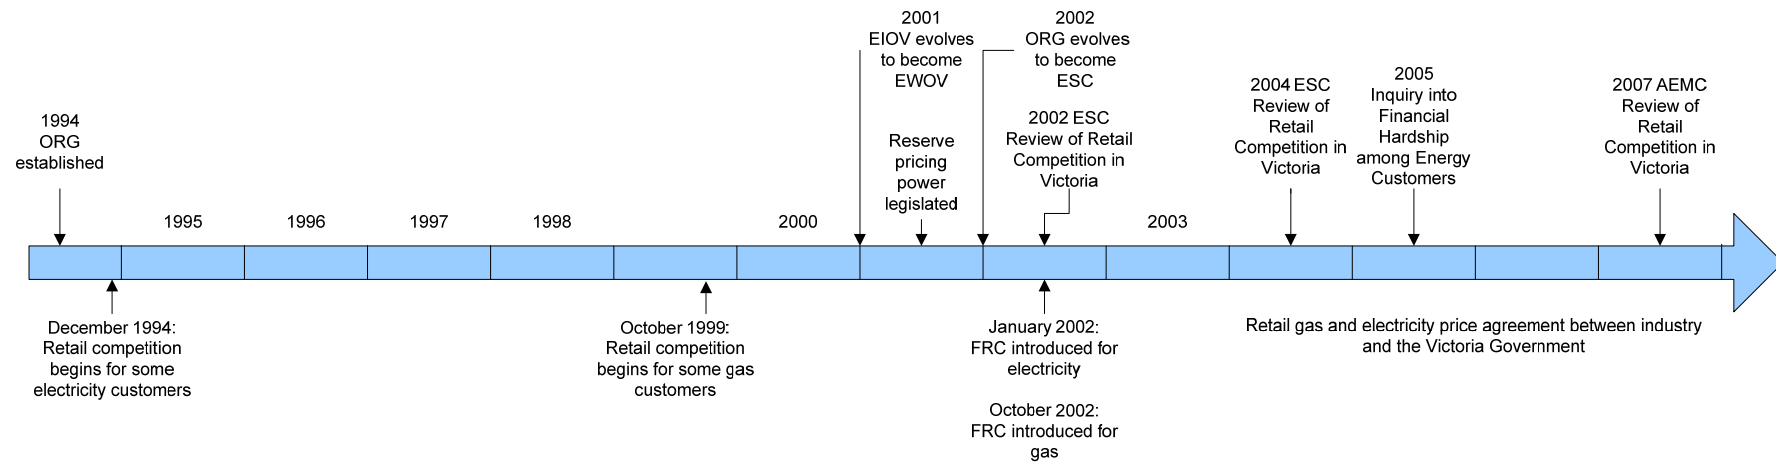 1994
ORG
established
1995
1996
1997
1998
2000
2001
EIOV evolves
to become
EWOV
Reserve
pricing
power
legislated
2002
ORG evolves
to become
ESC
2002 ESC
Review of Retail
Competition in
Victoria
2003
2004 ESC
Review of
Retail
Competition in
Victoria
2005
Inquiry into
Financial
Hardship
among Energy
Customers
2007 AEMC
Review of
Retail
Competition in
Victoria
December 1994:
Retail competition
begins for some
electricity customers
October 1999:
Retail competition
begins for some gas
customers
January 2002:
FRC introduced for
electricity
October 2002:
FRC introduced for
gas
Retail gas and electricity price agreement between industry
and the Victoria Government